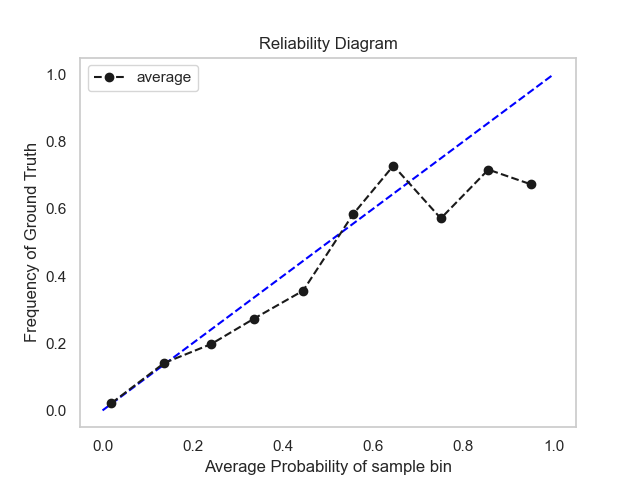 Reliability Diagram
average
1.0
0.8
0.6
0.4
0.2
0.0
Frequency of Ground Truth
0.0 0.2 0.4 0.6 0.8 1.0
Average Probability of sample bin